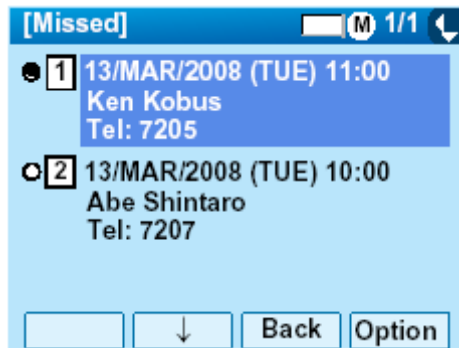 [Missed] M 1/1
1 13/MAR/2008 (TUE) 11:00
Ken Kobus
Tel: 7205
2 13/MAR/2008 (TUE) 10:00
Abe Shintaro
Tel: 7207
↓ Back Option